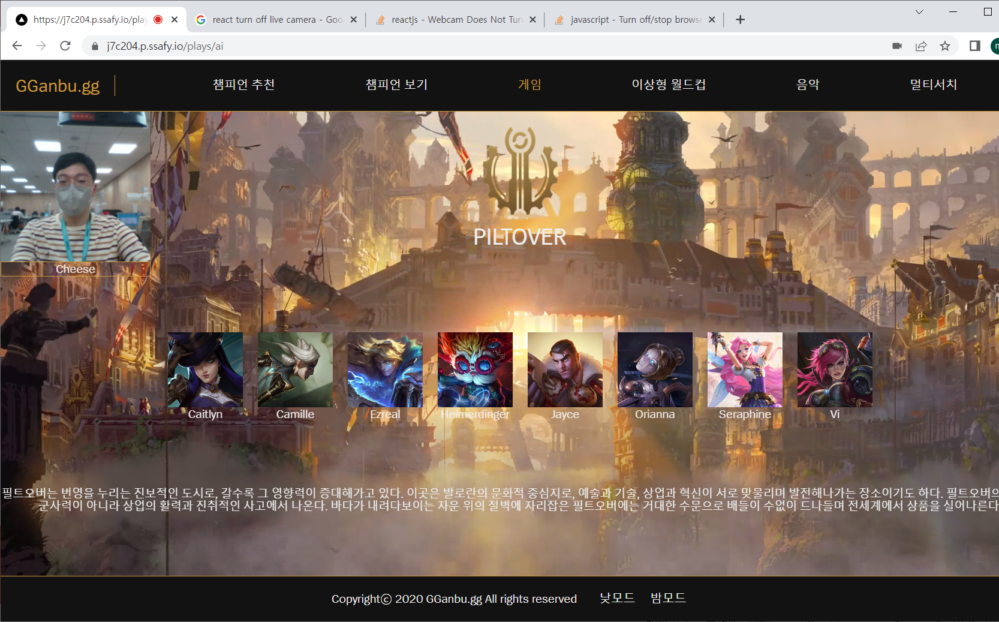 https://j7c204.p.ssafy.io/play
react turn off live camera - Goo
reactjs - Webcam Does Not Turn
javascript - Turn off/stop browse
j7c204.p.ssafy.io/plays/ai
GGanbu.gg
챔피언 추천
챔피언 보기
게임
이상형 월드컵
음악
멀티서치
PILTOVER
Cheese
Caitlyn
Camille
Ezreal
Heimerdinger
Jayce
Orianna
Seraphine
Vi
필트오버는 번영을 누리는 진보적인 도시로, 갈수록 그 영향력이 증대해가고 있다. 이곳은 발로란의 문화적 중심지로, 예술과 기술, 상업과 혁신이 서로 맞물리며 발전해나가는 장소이기도 하다. 필트오버의
군사력이 아니라 상업의 활력과 진취적인 사고에서 나온다. 바다가 내려다보이는 자운 위의 절벽에 자리잡은 필트오버에는 거대한 수문으로 배들이 수없이 드나들며 전세계에서 상품을 실어나른다
Copyrightⓒ 2020 GGanbu.gg All rights reserved
낮모드
밤모드